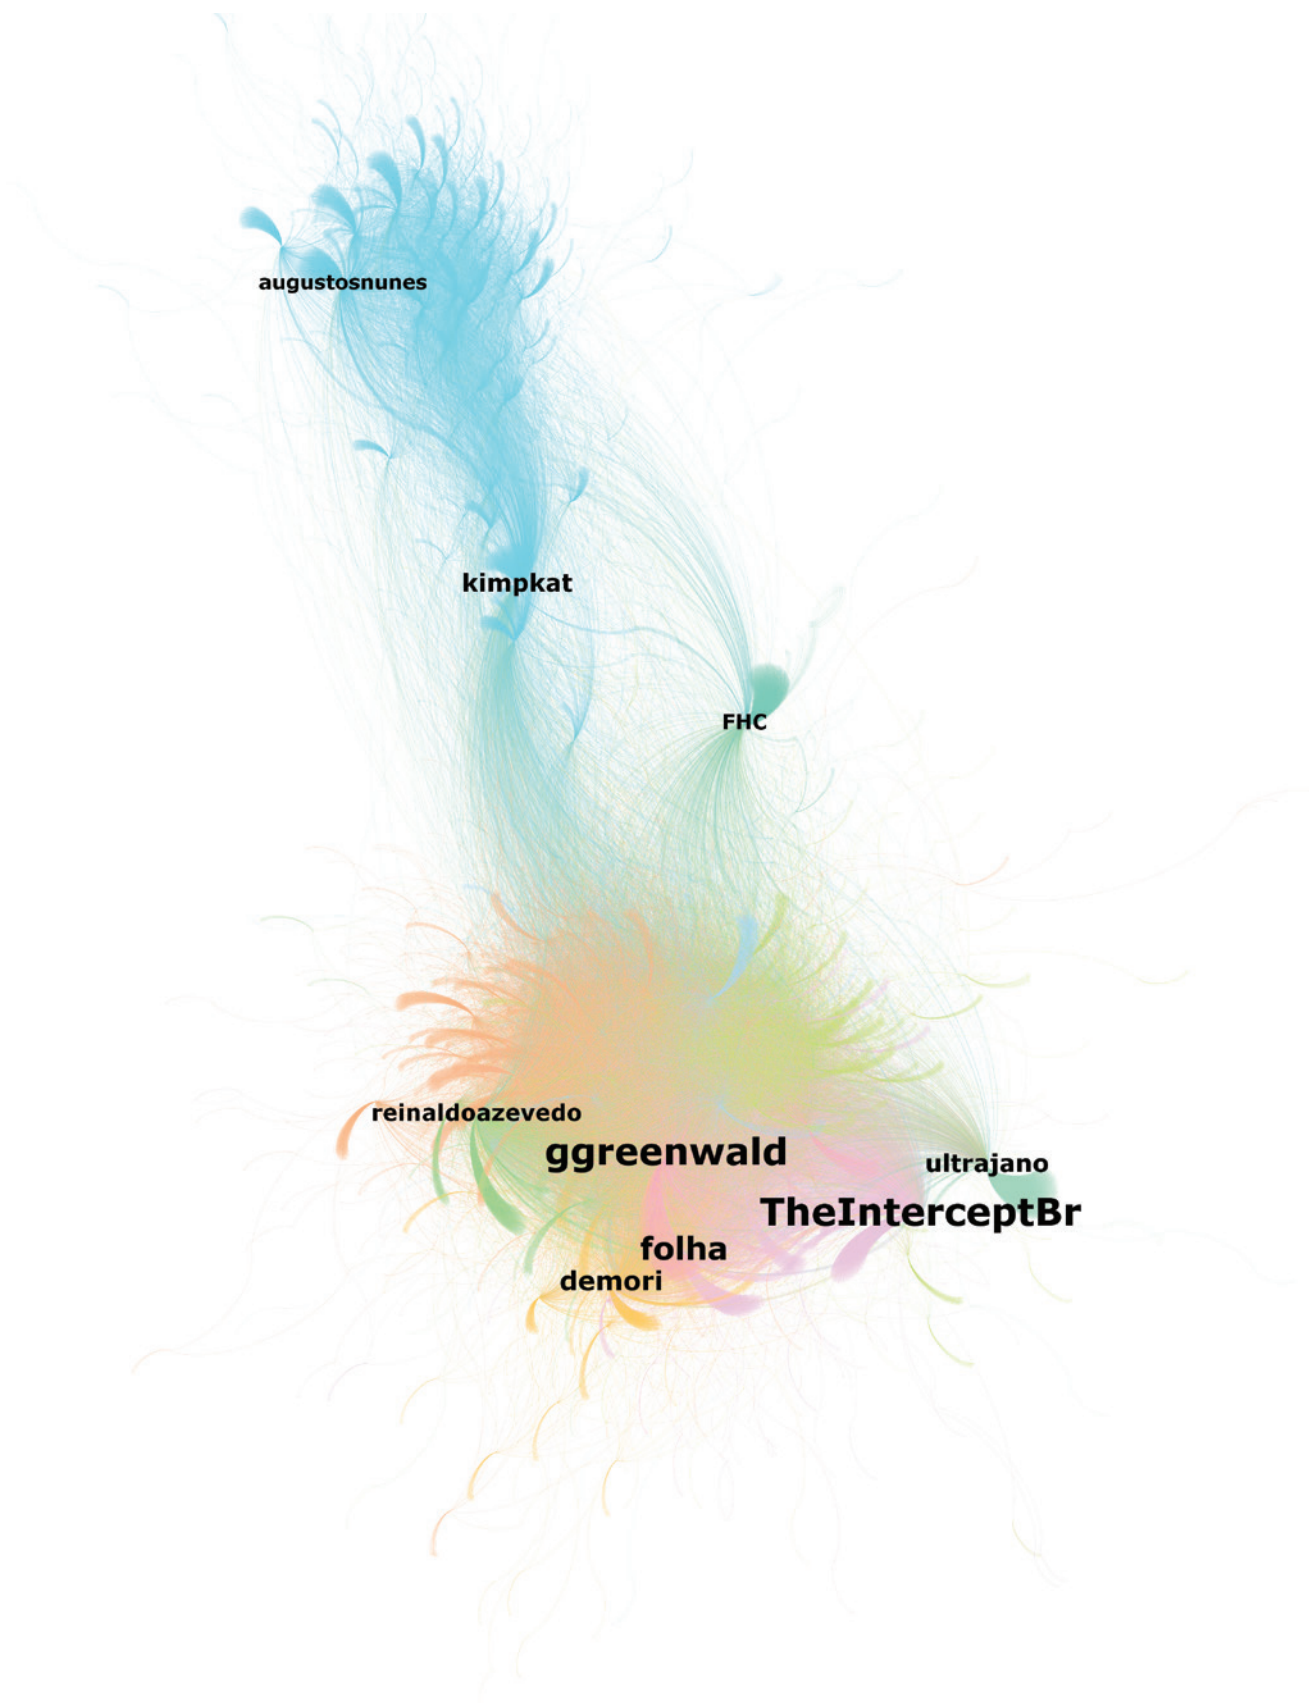 augustosnunes
kimpkat
FHC
reinaldoazevedo
ggreenwald
ultrajano
TheInterceptBr
folha
demori